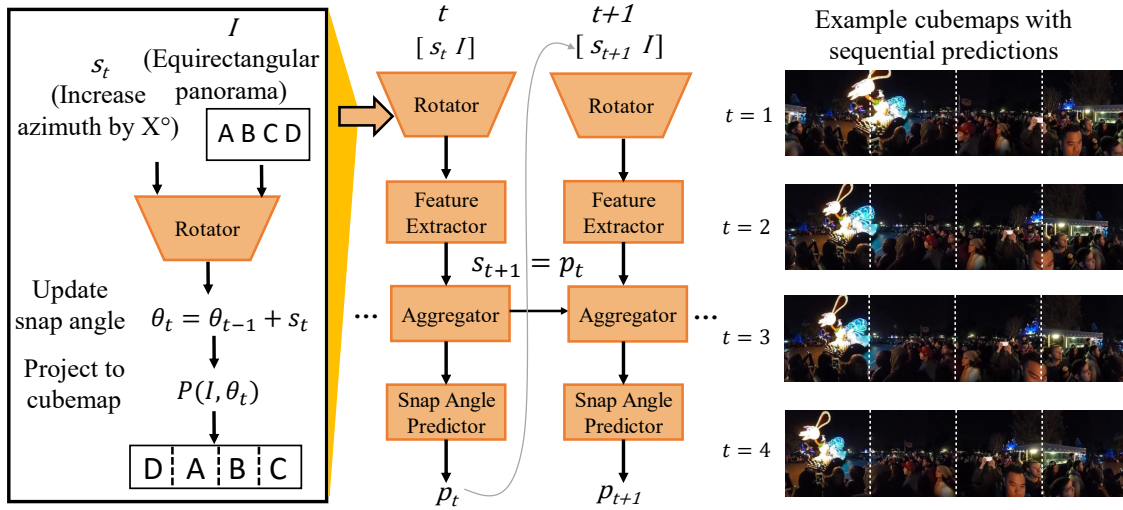 I
(Equirectangular
panorama)
s_t
(Increase
azimuth by X°)
A B C D
Rotator
Update
snap angle
θ_t = θ_{t−1} + s_t
Project to
cubemap
P(I, θ_t)
D A B C
t
[ s_t I ]
Rotator
Feature
Extractor
...
Aggregator
Snap Angle
Predictor
p_t
s_{t+1} = p_t
t+1
[ s_{t+1} I ]
Rotator
Feature
Extractor
Aggregator
...
Snap Angle
Predictor
p_{t+1}
Example cubemaps with
sequential predictions
t = 1
t = 2
t = 3
t = 4